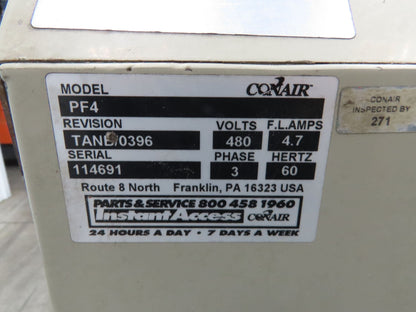 MODEL CONAIR
PF4
REVISION VOLTS F.L.AMPS
480 4.7
SERIAL PHASE HERTZ
114691 3 60
Route 8 North Franklin, PA 16323 USA
PARTS & SERVICE 800 458 1960
Instant Access CONAIR
24 HOURS A DAY • 7 DAYS A WEEK
CONAIR
INSPECTED BY
271